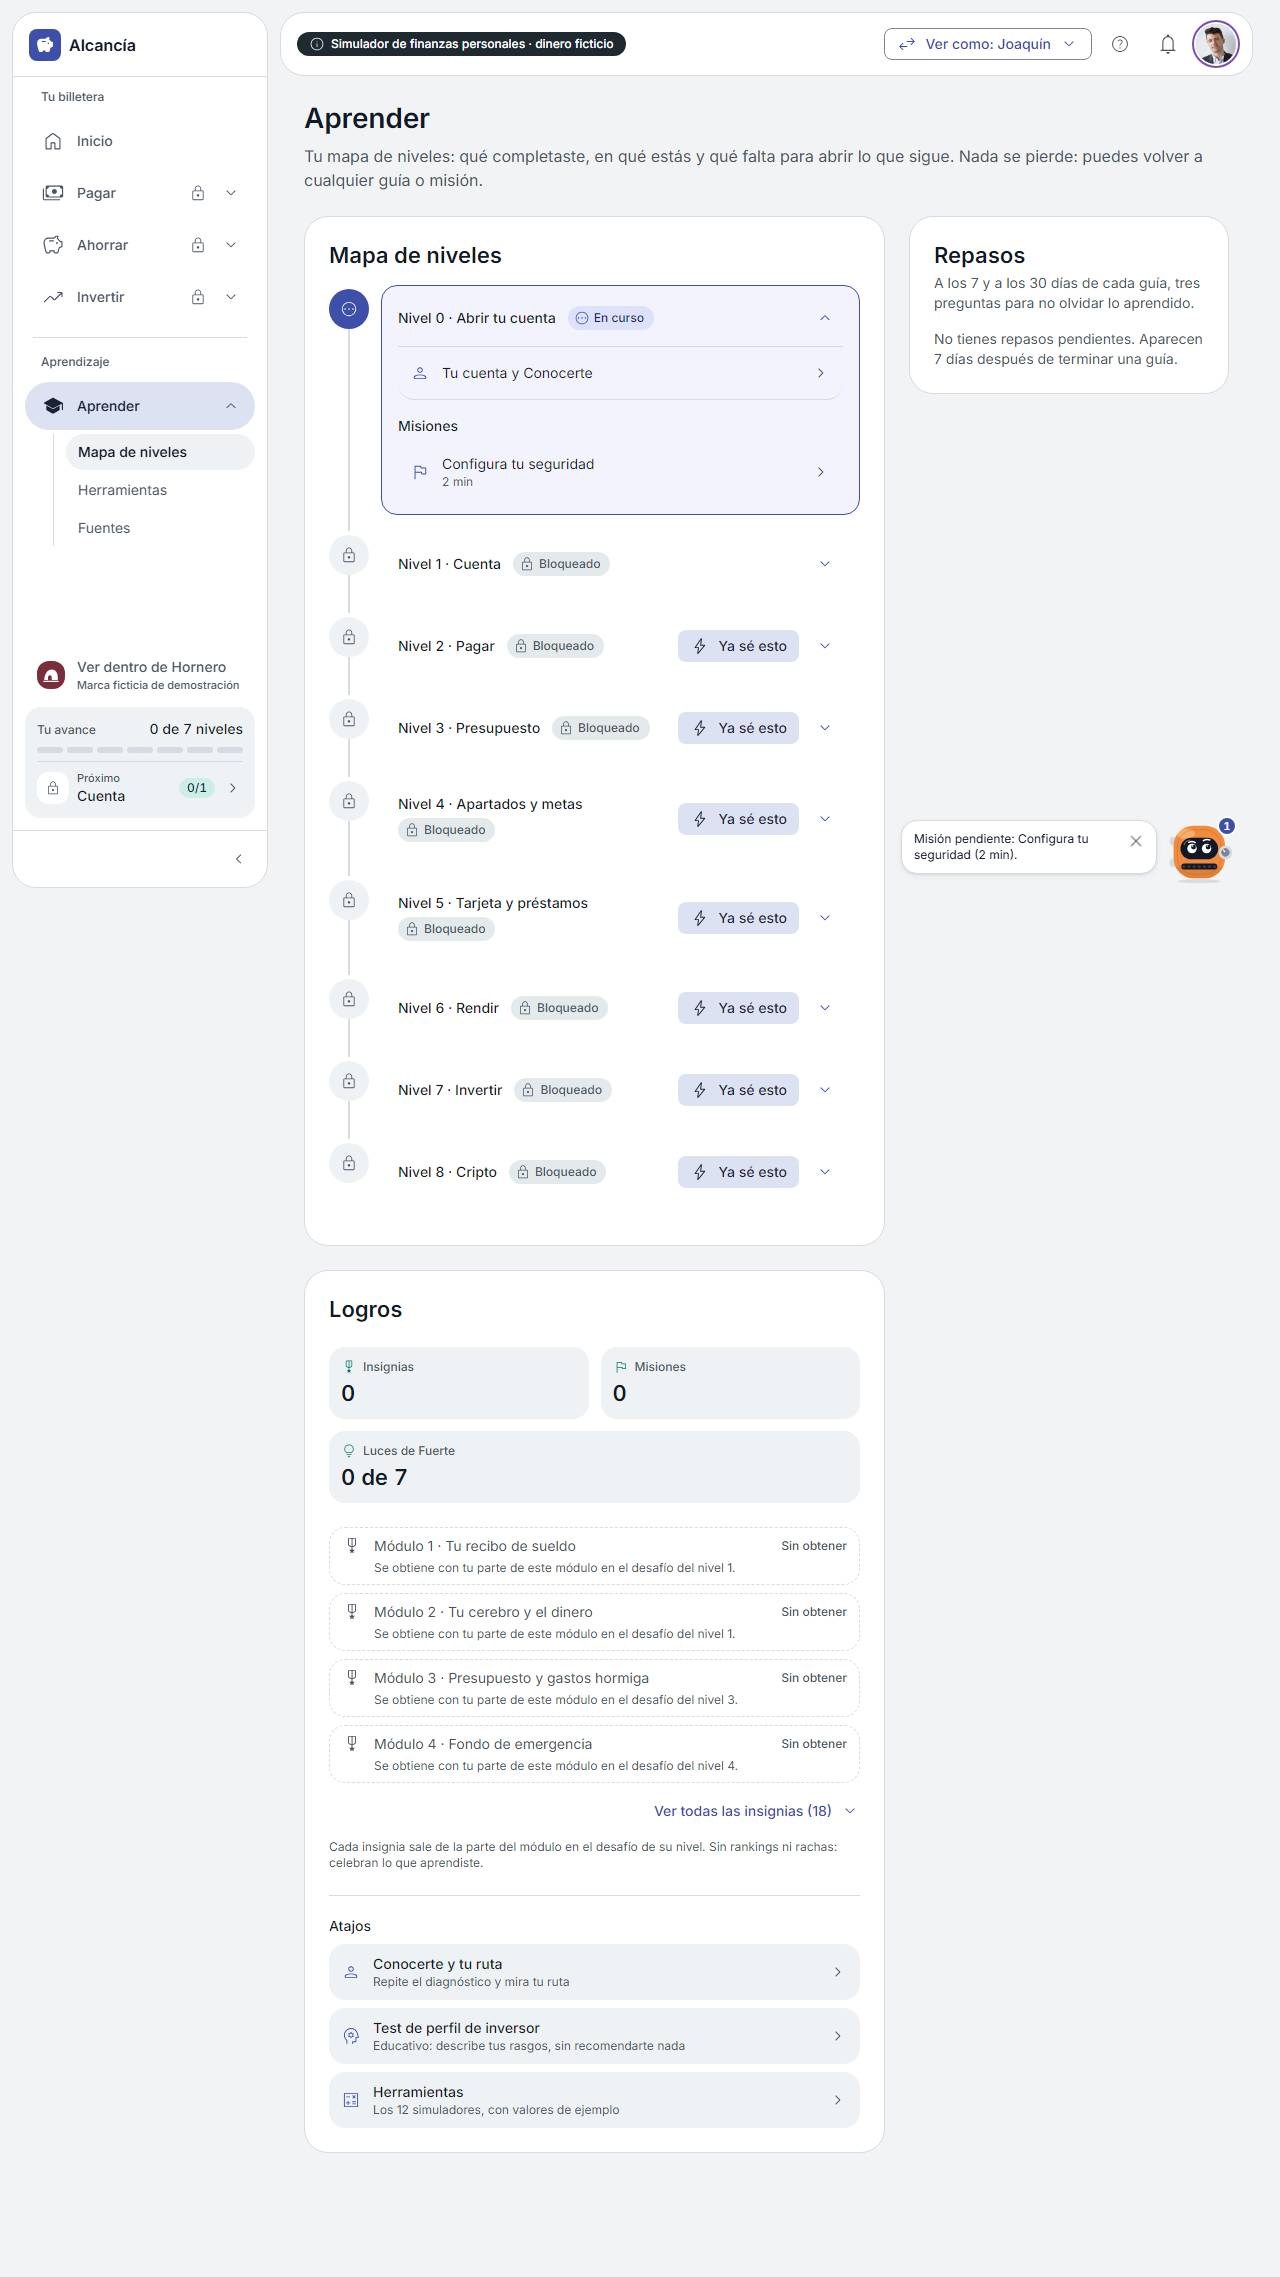 Alcancía
Tu billetera
Inicio
Pagar
Ahorrar
Invertir
Aprendizaje
Aprender
Mapa de niveles
Herramientas
Fuentes
Ver dentro de Hornero
Marca ficticia de demostración
Tu avance
0 de 7 niveles
Próximo
Cuenta
0/1
Simulador de finanzas personales · dinero ficticio
Ver como: Joaquín
Aprender
Tu mapa de niveles: qué completaste, en qué estás y qué falta para abrir lo que sigue. Nada se pierde: puedes volver a
cualquier guía o misión.
Mapa de niveles
Nivel 0 · Abrir tu cuenta
En curso
Tu cuenta y Conocerte
Misiones
Configura tu seguridad
2 min
Nivel 1 · Cuenta
Bloqueado
Nivel 2 · Pagar
Bloqueado
Ya sé esto
Nivel 3 · Presupuesto
Bloqueado
Ya sé esto
Nivel 4 · Apartados y metas
Bloqueado
Ya sé esto
Nivel 5 · Tarjeta y préstamos
Bloqueado
Ya sé esto
Nivel 6 · Rendir
Bloqueado
Ya sé esto
Nivel 7 · Invertir
Bloqueado
Ya sé esto
Nivel 8 · Cripto
Bloqueado
Ya sé esto
Repasos
A los 7 y a los 30 días de cada guía, tres
preguntas para no olvidar lo aprendido.
No tienes repasos pendientes. Aparecen
7 días después de terminar una guía.
Misión pendiente: Configura tu
seguridad (2 min).
1
Logros
Insignias
0
Misiones
0
Luces de Fuerte
0 de 7
Módulo 1 · Tu recibo de sueldo
Sin obtener
Se obtiene con tu parte de este módulo en el desafío del nivel 1.
Módulo 2 · Tu cerebro y el dinero
Sin obtener
Se obtiene con tu parte de este módulo en el desafío del nivel 1.
Módulo 3 · Presupuesto y gastos hormiga
Sin obtener
Se obtiene con tu parte de este módulo en el desafío del nivel 3.
Módulo 4 · Fondo de emergencia
Sin obtener
Se obtiene con tu parte de este módulo en el desafío del nivel 4.
Ver todas las insignias (18)
Cada insignia sale de la parte del módulo en el desafío de su nivel. Sin rankings ni rachas:
celebran lo que aprendiste.
Atajos
Conocerte y tu ruta
Repite el diagnóstico y mira tu ruta
Test de perfil de inversor
Educativo: describe tus rasgos, sin recomendarte nada
Herramientas
Los 12 simuladores, con valores de ejemplo